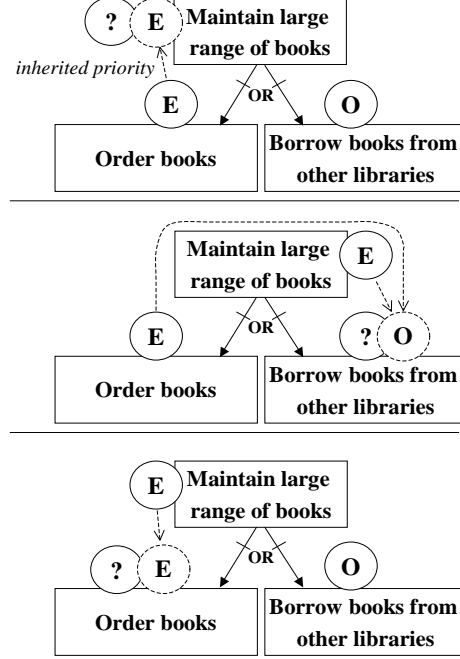 ? E Maintain large
range of books
inherited priority
OR
E O
Order books
Borrow books from
other libraries
Maintain large
range of books
E
OR
E ? O
Order books
Borrow books from
other libraries
E Maintain large
range of books
OR
? E O
Order books
Borrow books from
other libraries